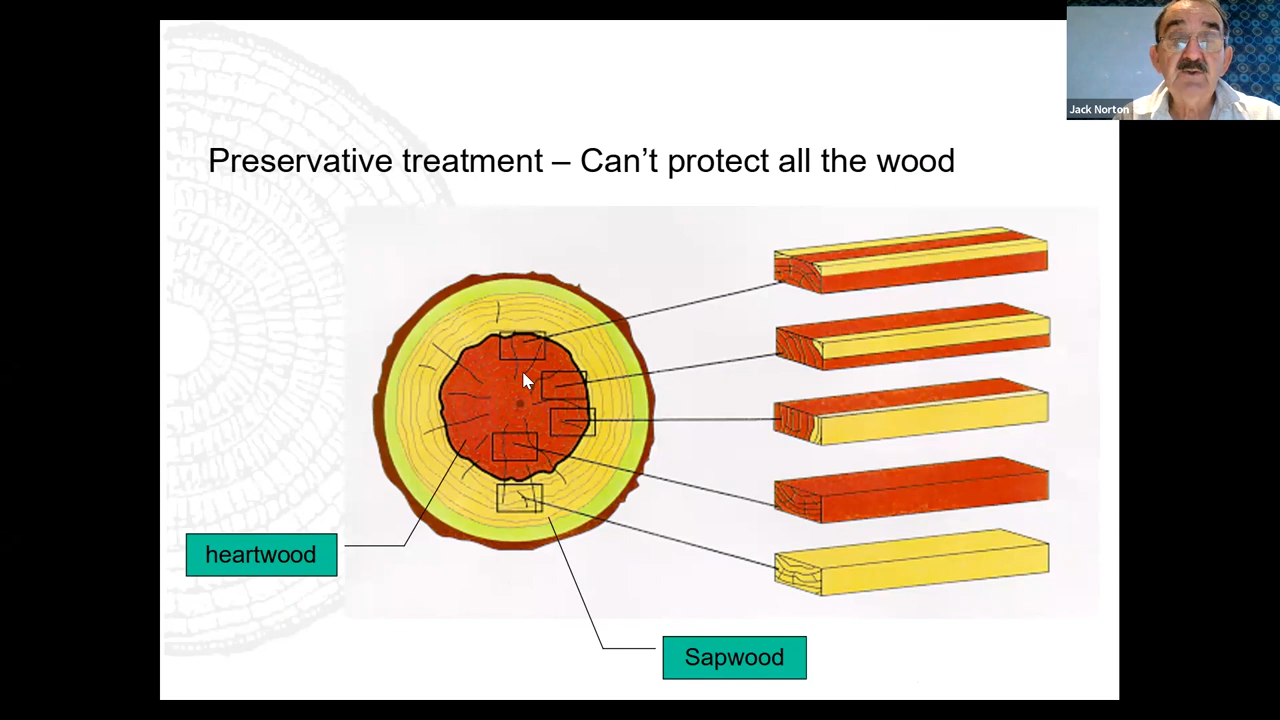 Jack Norton
Preservative treatment – Can’t protect all the wood
heartwood
Sapwood